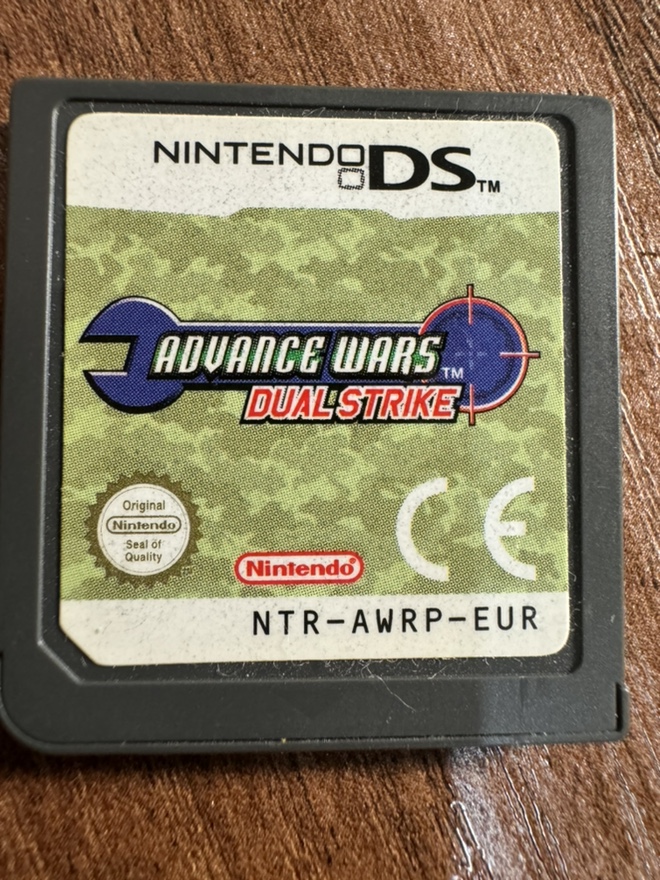 NINTENDO DS™
ADVANCE WARS™
DUAL STRIKE
Original
Nintendo
Seal of
Quality
Nintendo®
CE
NTR-AWRP-EUR